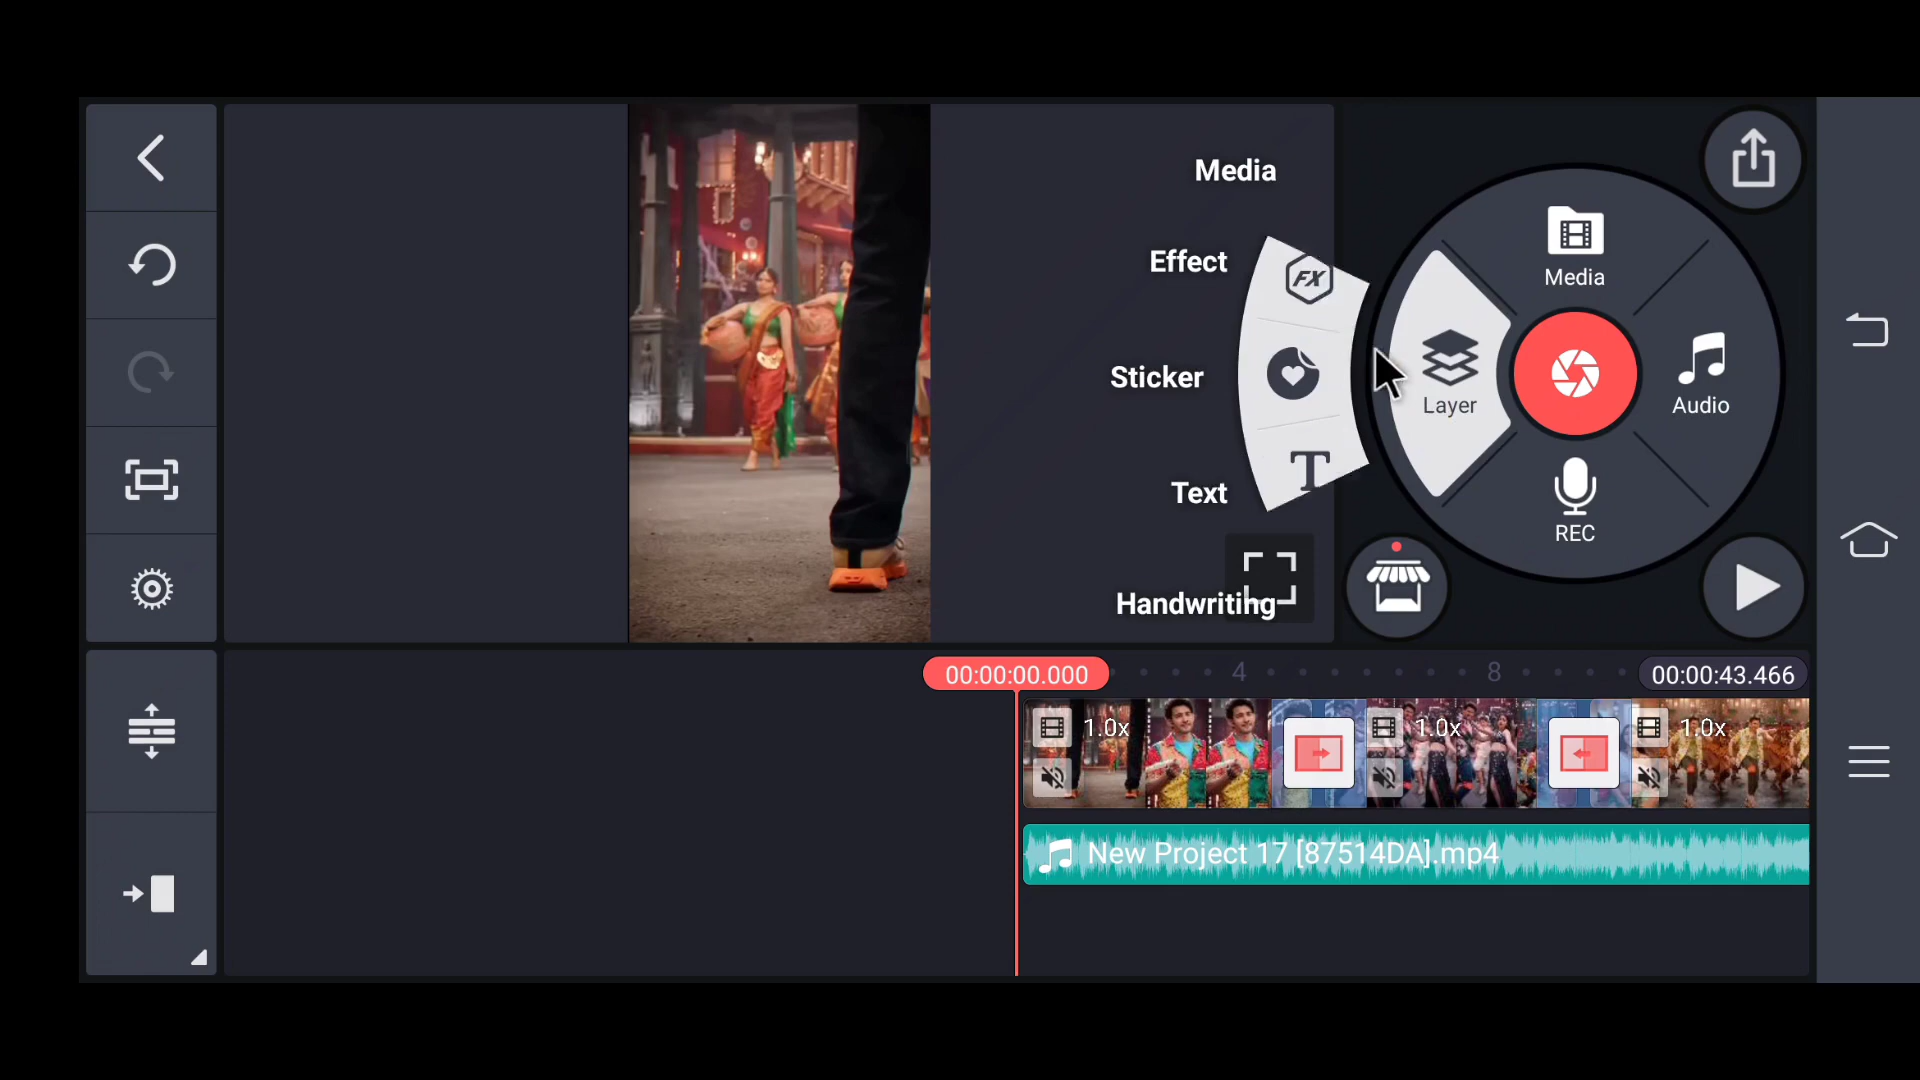 Media
Effect
FX
Sticker
T
Text
Handwriting
Media
Layer
Audio
REC
00:00:00.000
4
8
00:00:43.466
1.0x
1.0x
1.0x
New Project 17 [87514DA].mp4